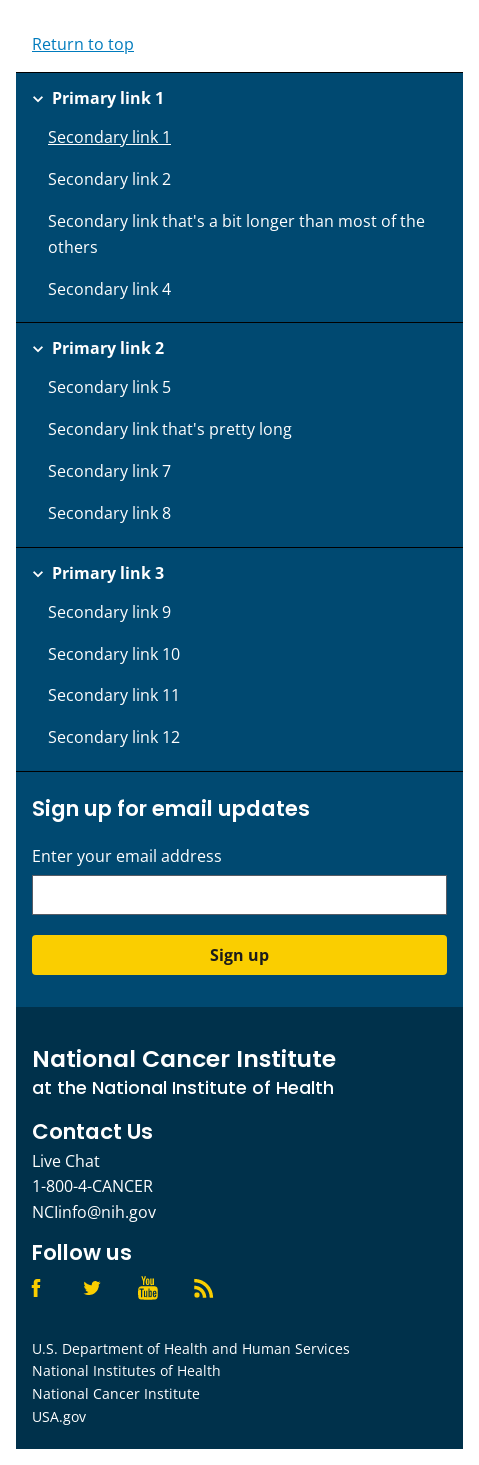 Return to top
Primary link 1
Secondary link 1
Secondary link 2
Secondary link that's a bit longer than most of the
others
Secondary link 4
Primary link 2
Secondary link 5
Secondary link that's pretty long
Secondary link 7
Secondary link 8
Primary link 3
Secondary link 9
Secondary link 10
Secondary link 11
Secondary link 12
Sign up for email updates
Enter your email address
Sign up
National Cancer Institute
at the National Institute of Health
Contact Us
Live Chat
1-800-4-CANCER
NCIinfo@nih.gov
Follow us
You
Tube
U.S. Department of Health and Human Services
National Institutes of Health
National Cancer Institute
USA.gov